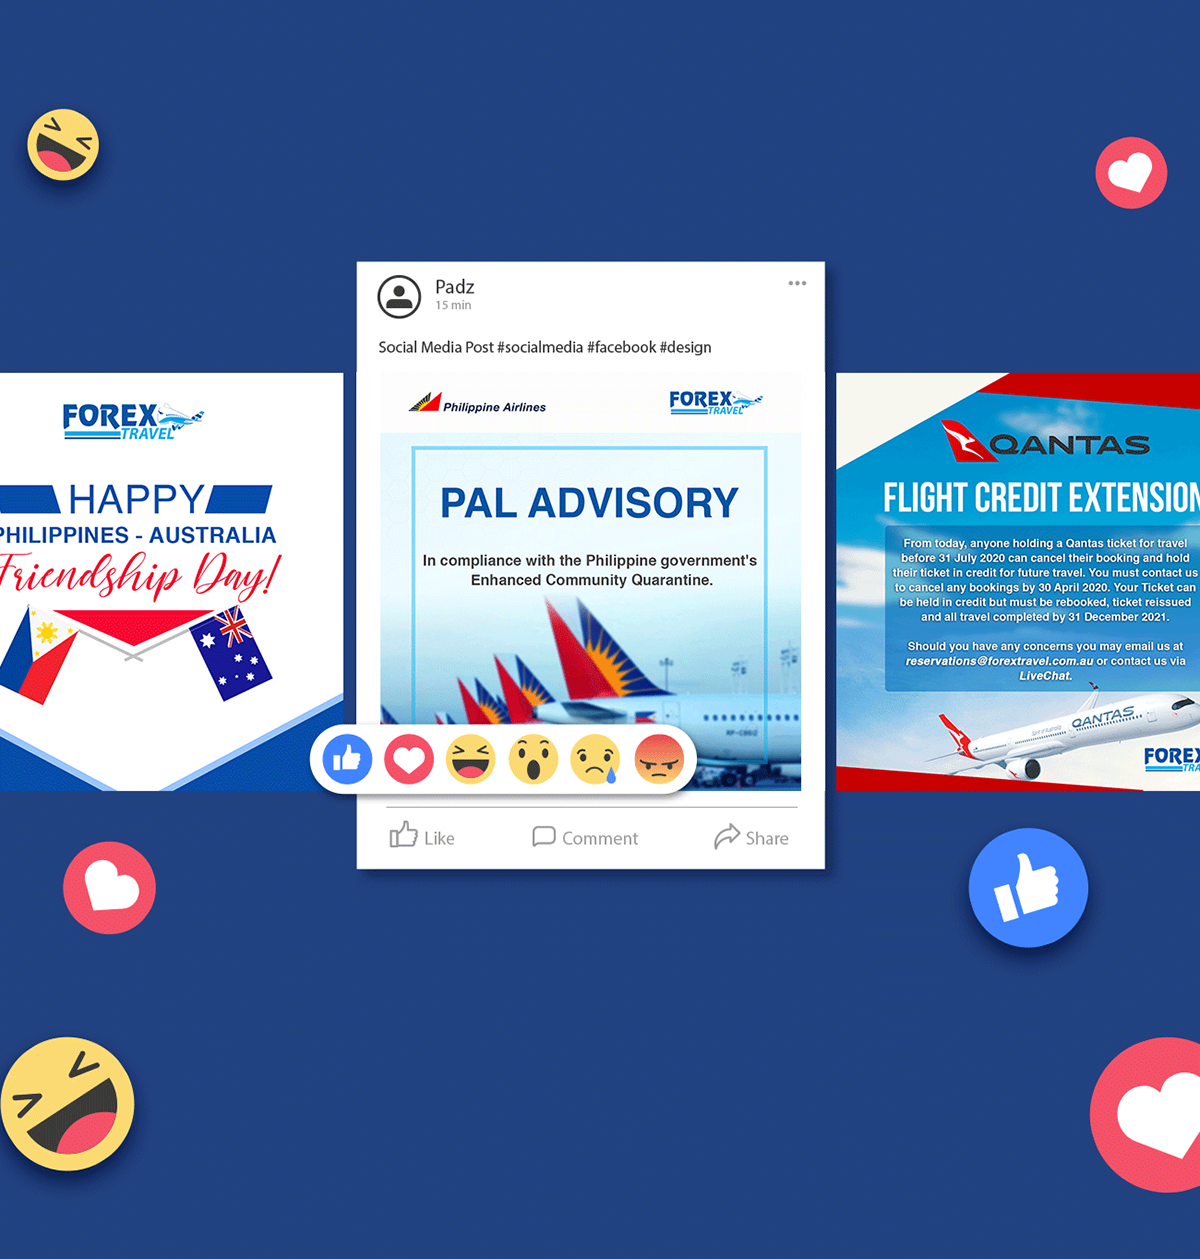 Padz
15 min
Social Media Post #socialmedia #facebook #design
FOREX
TRAVEL
HAPPY
PHILIPPINES - AUSTRALIA
Friendship Day!
Philippine Airlines
FOREX
TRAVEL
PAL ADVISORY
In compliance with the Philippine government's
Enhanced Community Quarantine.
RP-C8612
Like
Comment
Share
QANTAS
FLIGHT CREDIT EXTENSION
From today, anyone holding a Qantas ticket for travel
before 31 July 2020 can cancel their booking and hold
their ticket in credit for future travel. You must contact us
to cancel any bookings by 30 April 2020. Your Ticket can
be held in credit but must be rebooked, ticket reissued
and all travel completed by 31 December 2021.
Should you have any concerns you may email us at
reservations@forextravel.com.au or contact us via
LiveChat.
QANTAS
FOREX
TRA